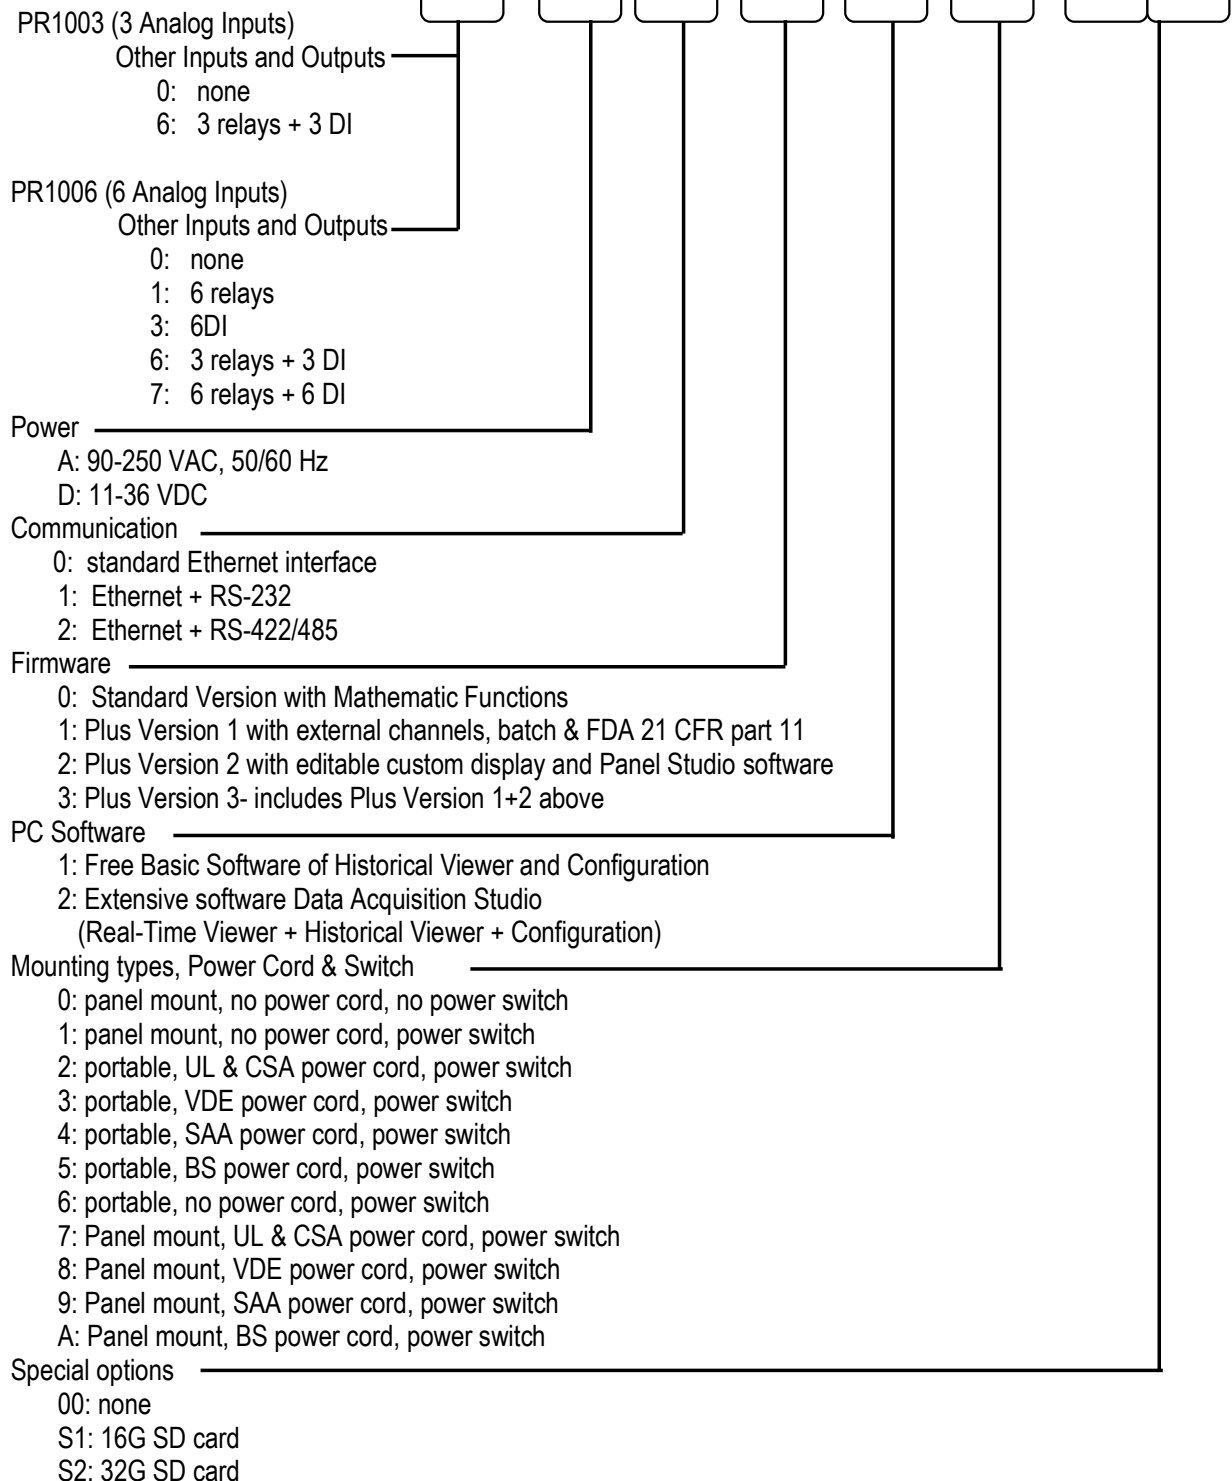 PR1003 (3 Analog Inputs)
Other Inputs and Outputs
0: none
6: 3 relays + 3 DI
PR1006 (6 Analog Inputs)
Other Inputs and Outputs
0: none
1: 6 relays
3: 6DI
6: 3 relays + 3 DI
7: 6 relays + 6 DI
Power
A: 90-250 VAC, 50/60 Hz
D: 11-36 VDC
Communication
0: standard Ethernet interface
1: Ethernet + RS-232
2: Ethernet + RS-422/485
Firmware
0: Standard Version with Mathematic Functions
1: Plus Version 1 with external channels, batch & FDA 21 CFR part 11
2: Plus Version 2 with editable custom display and Panel Studio software
3: Plus Version 3- includes Plus Version 1+2 above
PC Software
1: Free Basic Software of Historical Viewer and Configuration
2: Extensive software Data Acquisition Studio
(Real-Time Viewer + Historical Viewer + Configuration)
Mounting types, Power Cord & Switch
0: panel mount, no power cord, no power switch
1: panel mount, no power cord, power switch
2: portable, UL & CSA power cord, power switch
3: portable, VDE power cord, power switch
4: portable, SAA power cord, power switch
5: portable, BS power cord, power switch
6: portable, no power cord, power switch
7: Panel mount, UL & CSA power cord, power switch
8: Panel mount, VDE power cord, power switch
9: Panel mount, SAA power cord, power switch
A: Panel mount, BS power cord, power switch
Special options
00: none
S1: 16G SD card
S2: 32G SD card